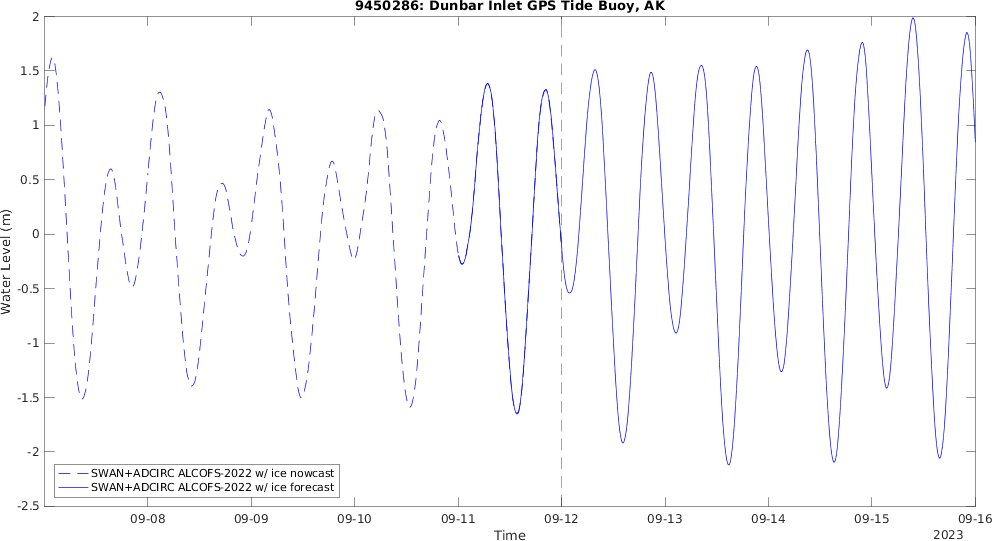 9450286: Dunbar Inlet GPS Tide Buoy, AK
2
1.5
1
0.5
0
-0.5
-1
-1.5
-2
-2.5
Water Level (m)
SWAN+ADCIRC ALCOFS-2022 w/ ice nowcast
SWAN+ADCIRC ALCOFS-2022 w/ ice forecast
09-08 09-09 09-10 09-11 09-12 09-13 09-14 09-15 09-16
Time
2023